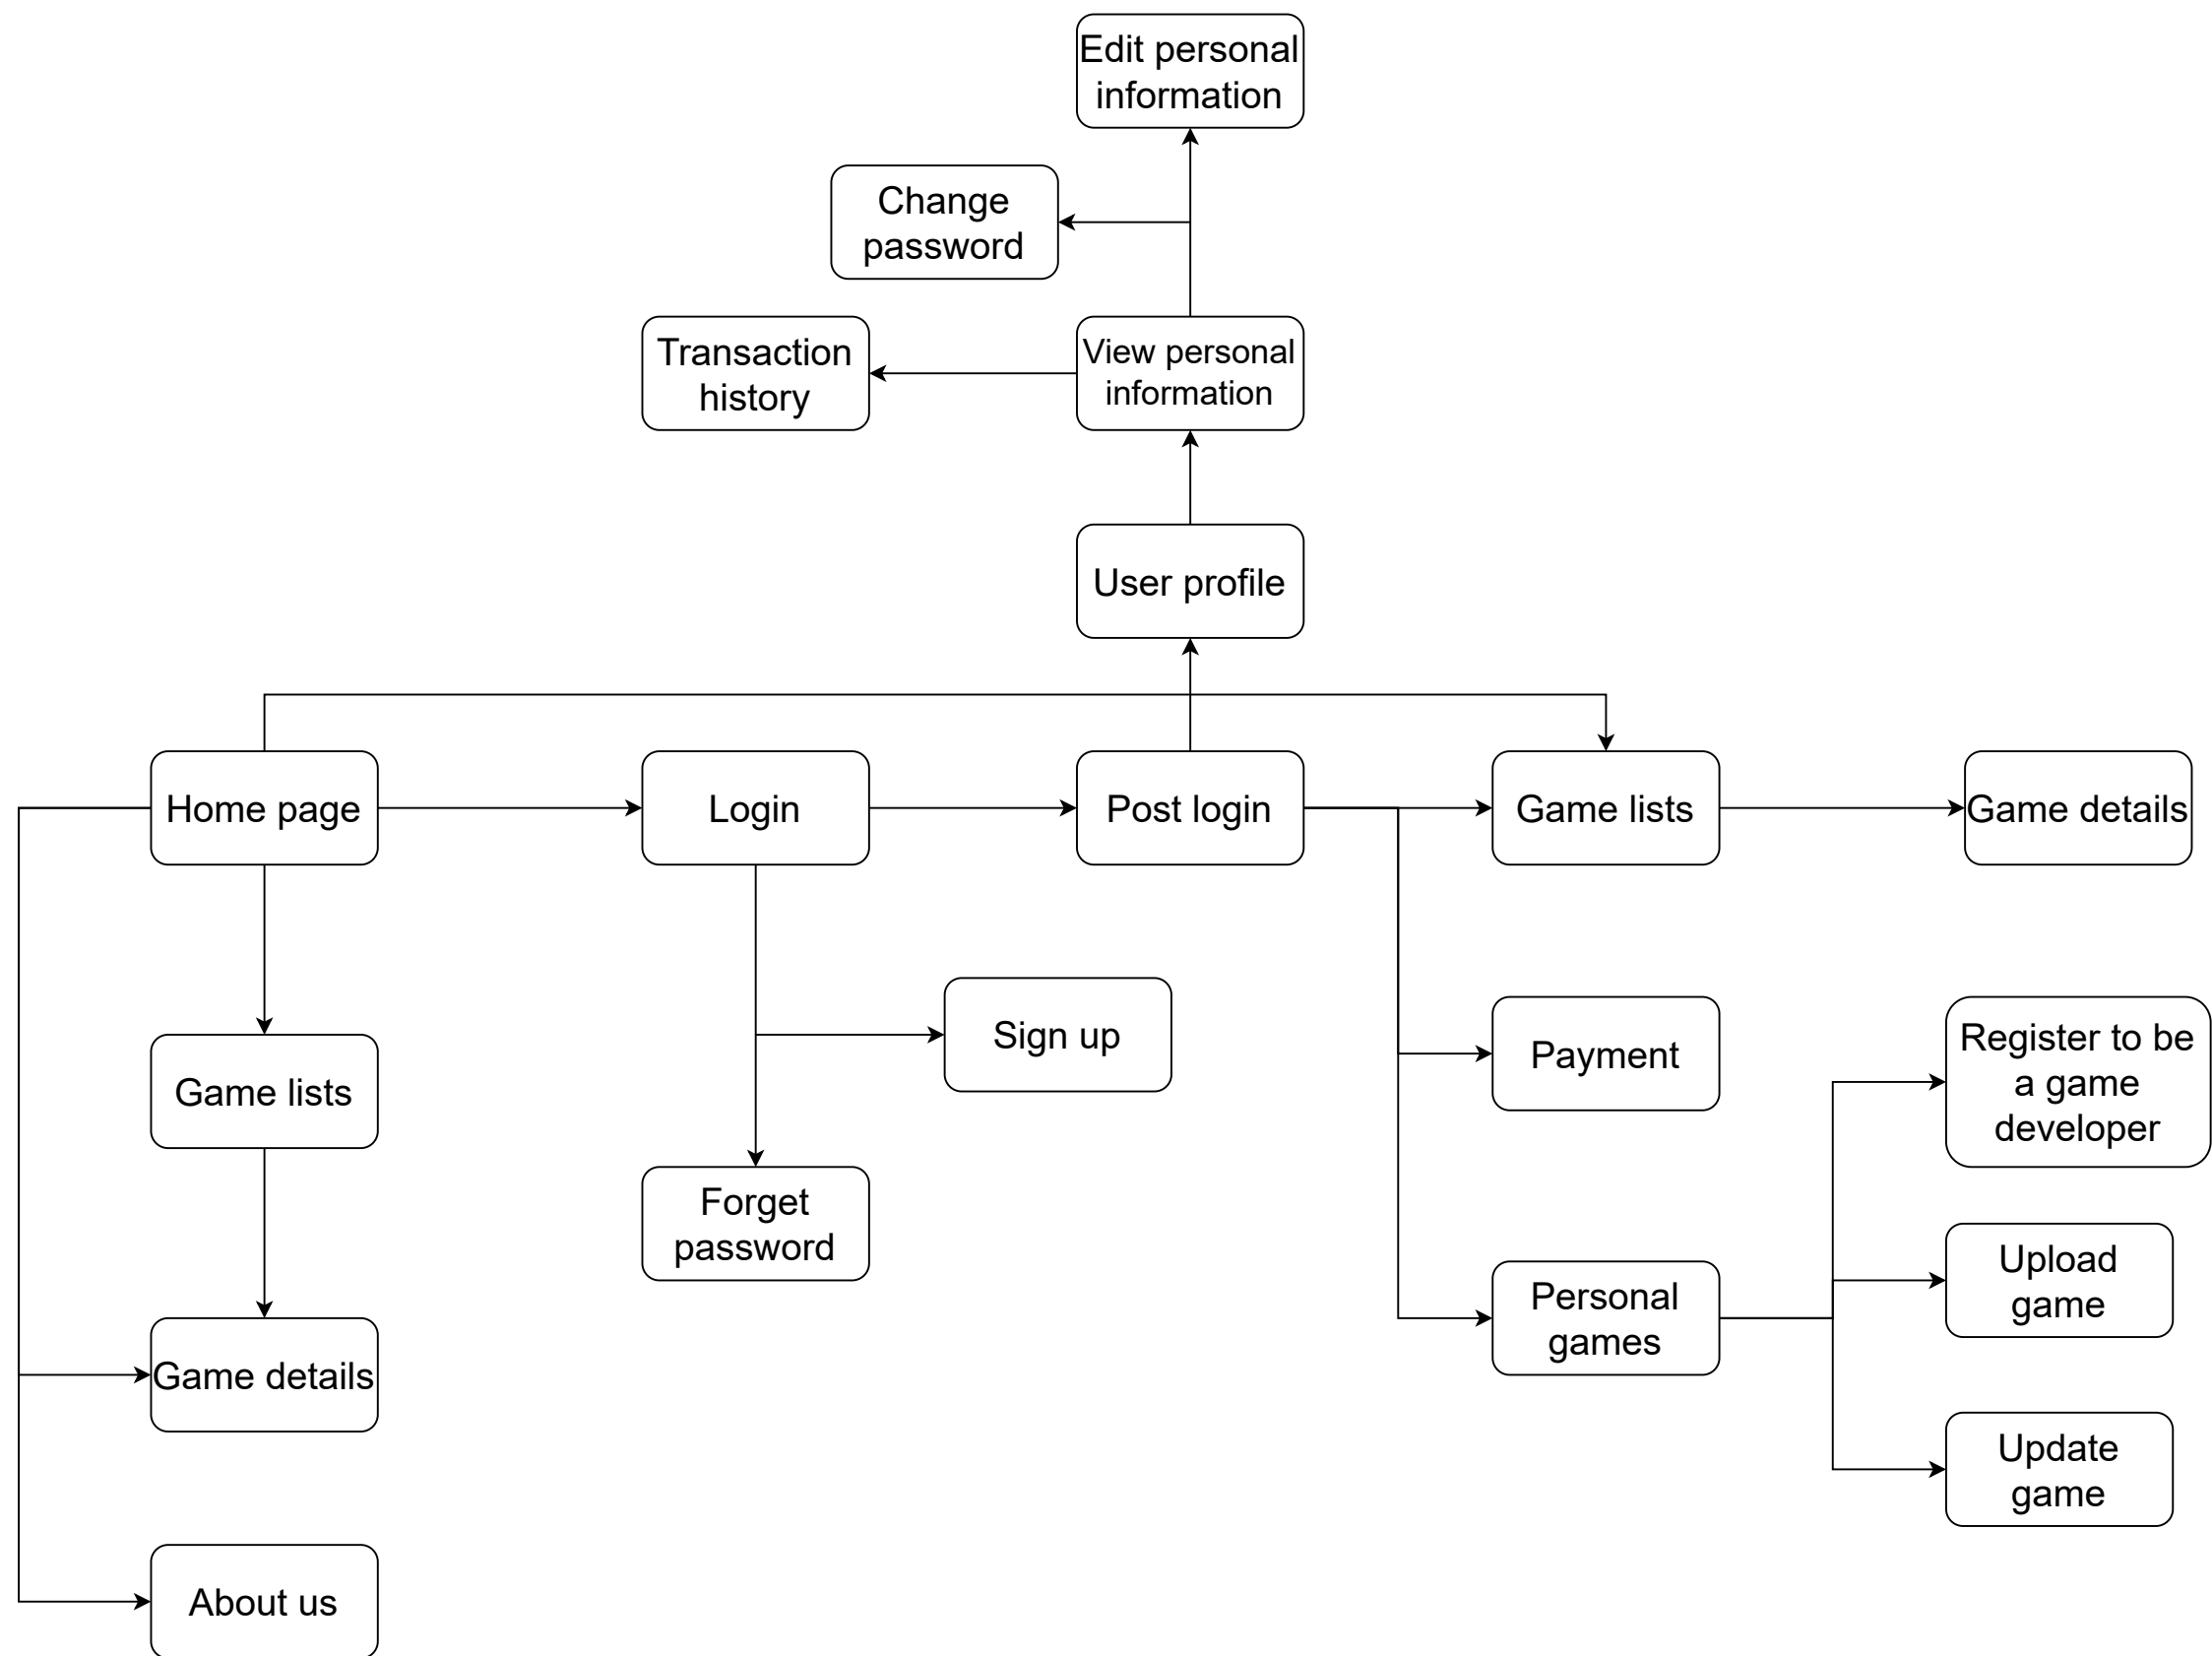 Edit personal
information
Change
password
Transaction
history
View personal
information
User profile
Home page
Login
Post login
Game lists
Game details
Sign up
Payment
Register to be
a game
developer
Game lists
Forget
password
Upload
game
Personal
games
Game details
Update
game
About us